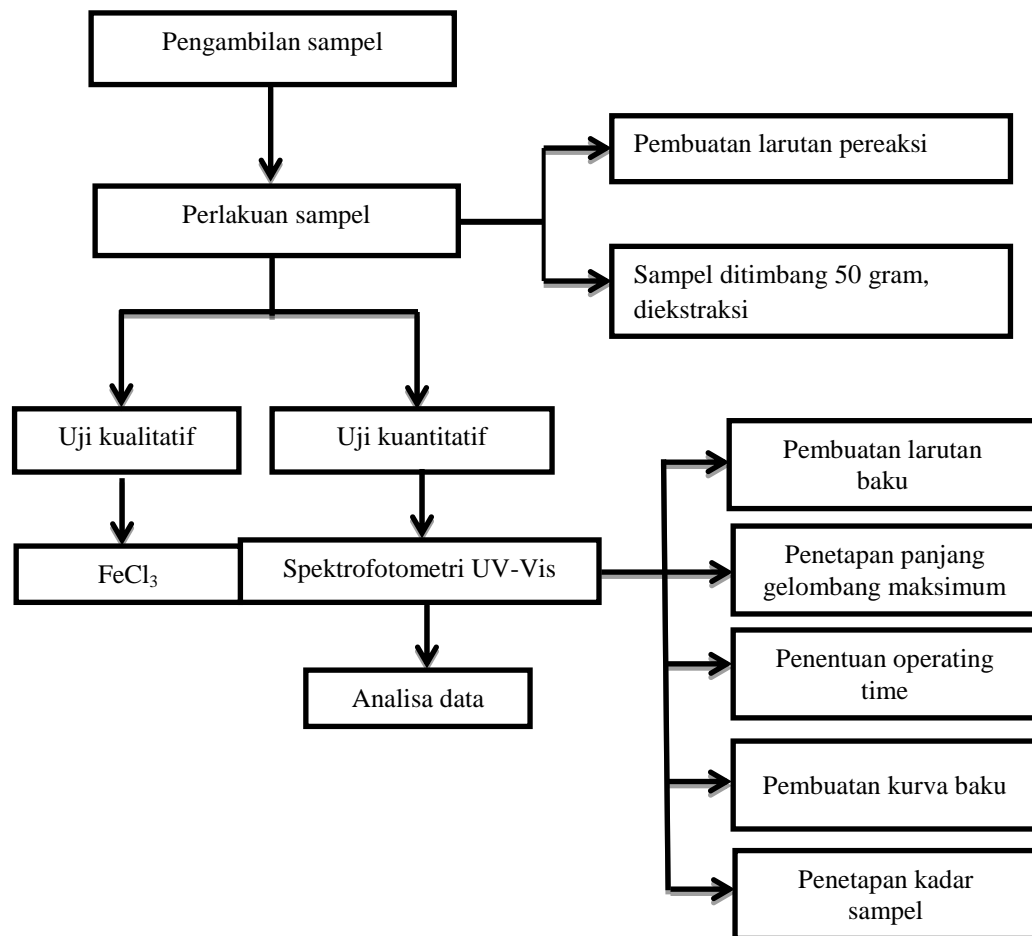 Pengambilan sampel
Pembuatan larutan pereaksi
Perlakuan sampel
Sampel ditimbang 50 gram,
diekstraksi
Uji kualitatif
Uji kuantitatif
Pembuatan larutan
baku
FeCl₃
Spektrofotometri UV-Vis
Penetapan panjang
gelombang maksimum
Penentuan operating
time
Analisa data
Pembuatan kurva baku
Penetapan kadar
sampel